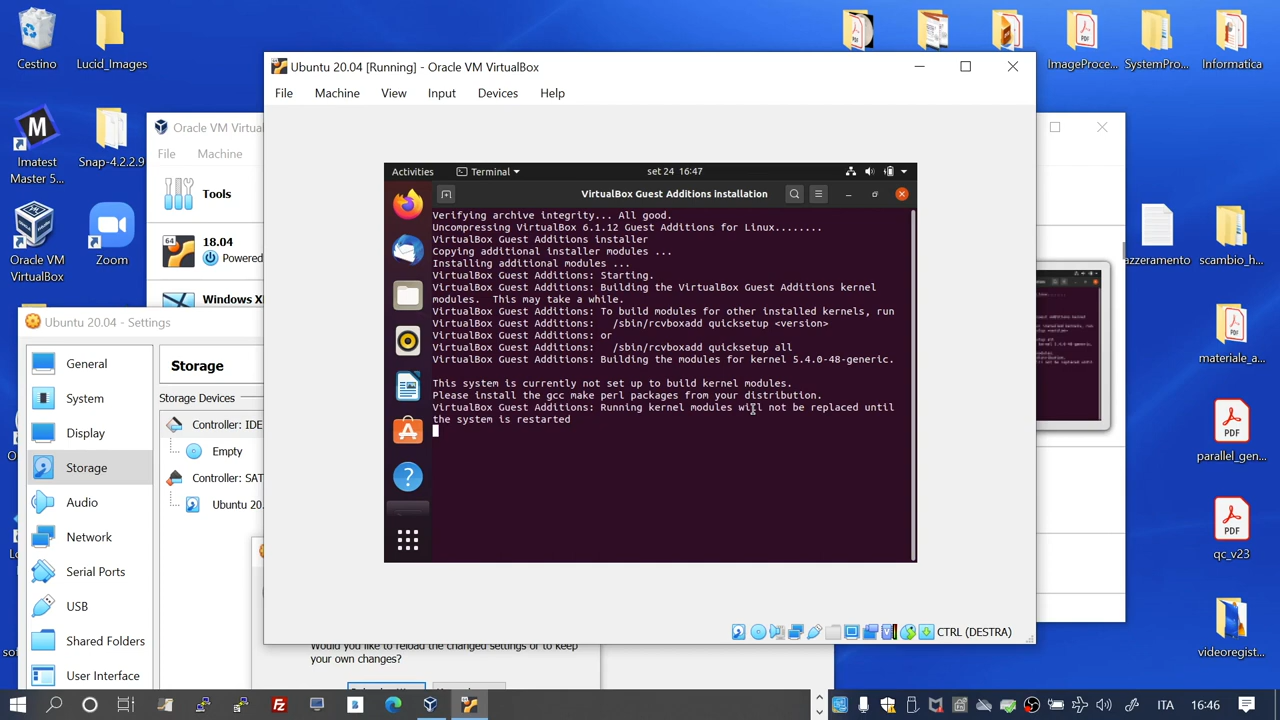 Cestino
Lucid_Images
Imatest
Master 5...
Snap-4.2.2.9
Oracle VM
VirtualBox
Zoom
ImageProce...
SystemPro...
Informatica
azzeramento
scambio_h...
materiale_a...
parallel_gen...
qc_v23
videoregist...
Oracle VM Virtual
File
Machine
Tools
64
18.04
Powered
Windows X
Ubuntu 20.04 - Settings
General
System
Display
Storage
Audio
Network
Serial Ports
USB
Shared Folders
User Interface
Storage
Storage Devices
Controller: IDE
Empty
Controller: SAT
Ubuntu 20.
Would you like to reload the changed settings or to keep
your own changes?
Ubuntu 20.04 [Running] - Oracle VM VirtualBox
File
Machine
View
Input
Devices
Help
Activities
Terminal
set 24 16:47
VirtualBox Guest Additions installation
Verifying archive integrity... All good.
Uncompressing VirtualBox 6.1.12 Guest Additions for Linux........
VirtualBox Guest Additions installer
Copying additional installer modules ...
Installing additional modules ...
VirtualBox Guest Additions: Starting.
VirtualBox Guest Additions: Building the VirtualBox Guest Additions kernel
modules.  This may take a while.
VirtualBox Guest Additions: To build modules for other installed kernels, run
VirtualBox Guest Additions:   /sbin/rcvboxadd quicksetup <version>
VirtualBox Guest Additions: or
VirtualBox Guest Additions:   /sbin/rcvboxadd quicksetup all
VirtualBox Guest Additions: Building the modules for kernel 5.4.0-48-generic.
This system is currently not set up to build kernel modules.
Please install the gcc make perl packages from your distribution.
VirtualBox Guest Additions: Running kernel modules will not be replaced until
the system is restarted
CTRL (DESTRA)
ITA
16:46